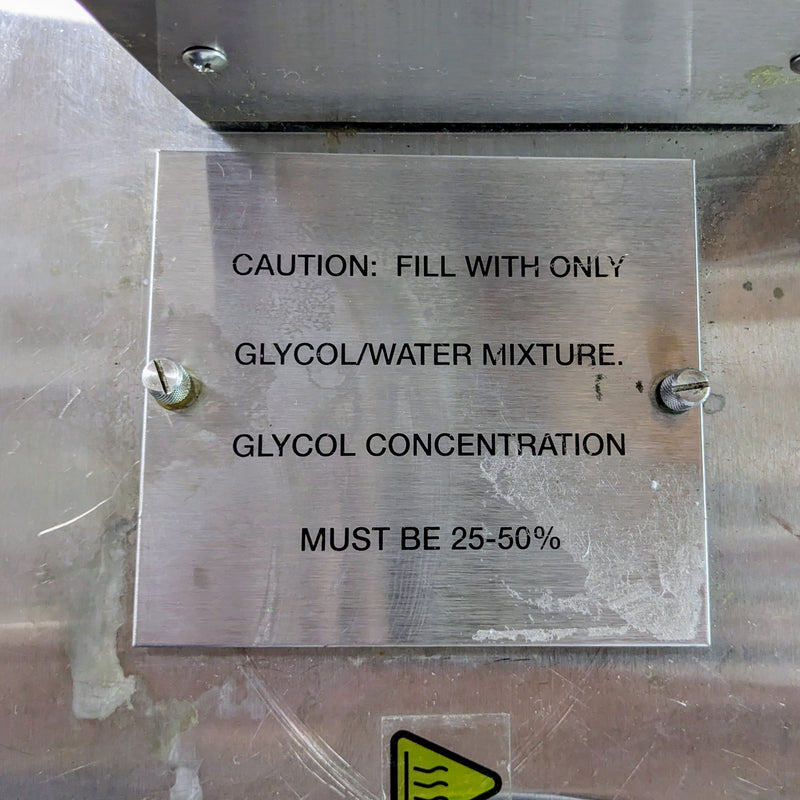 CAUTION: FILL WITH ONLY
GLYCOL/WATER MIXTURE.
GLYCOL CONCENTRATION
MUST BE 25-50%